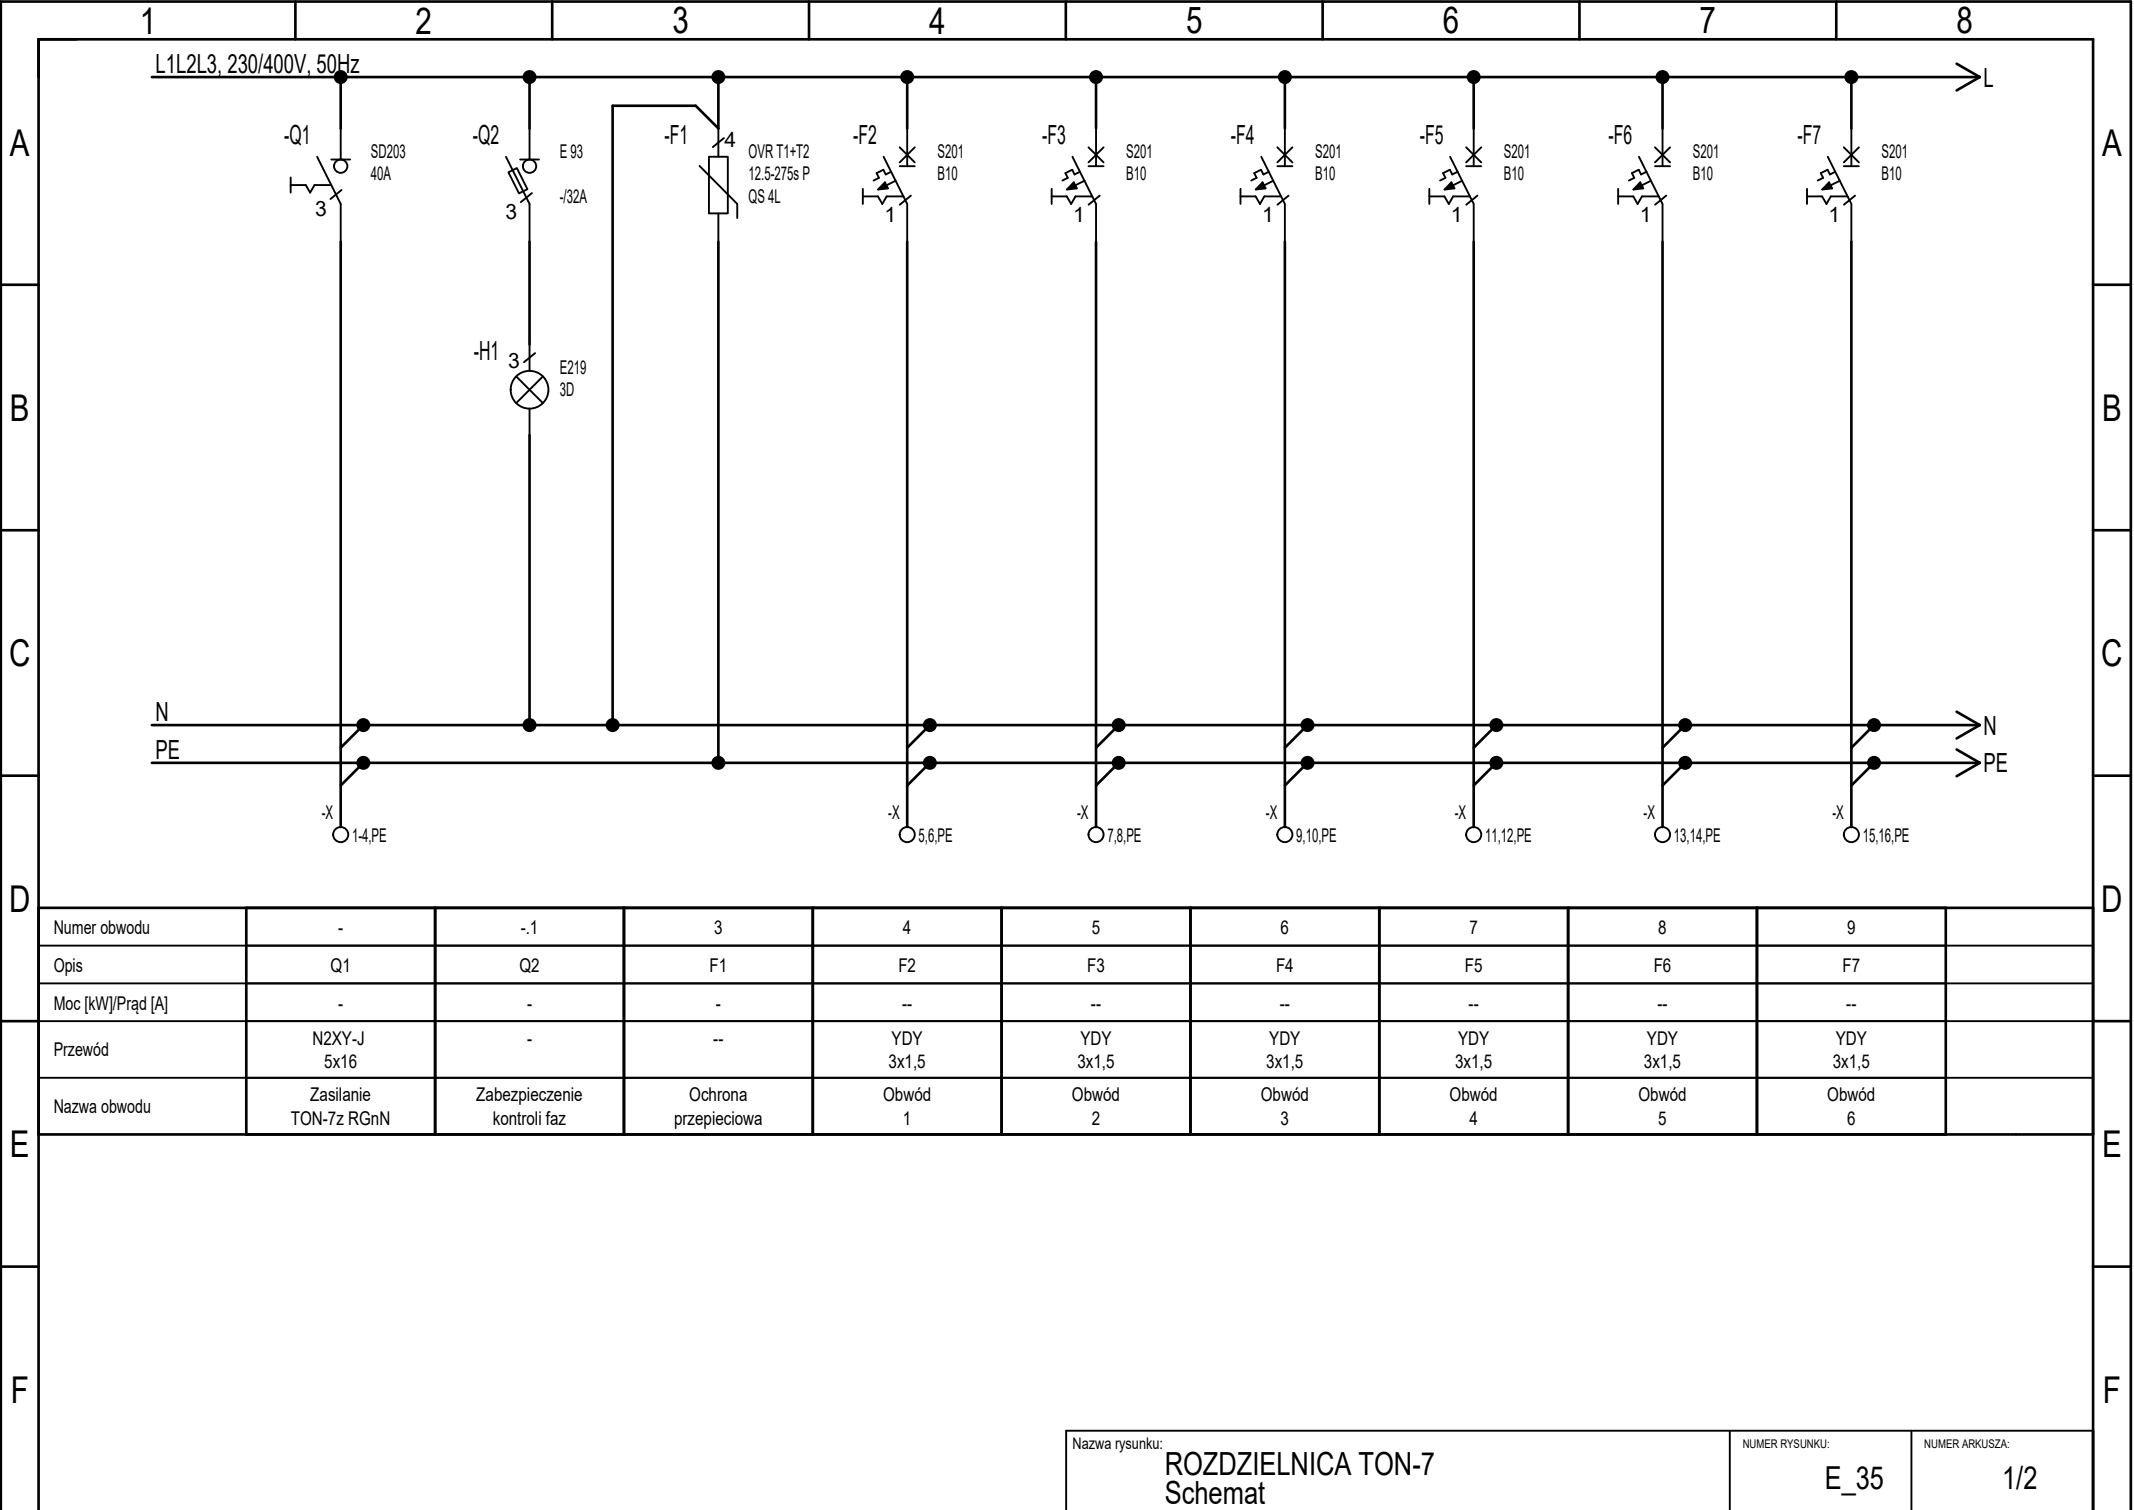 1 2 3 4 5 6 7 8
L1L2L3, 230/400V, 50Hz
L
A A
-Q1 SD203
40A
3
-Q2 E 93
-/32A
3
-F1 4 OVR T1+T2
12.5-275s P
QS 4L
-F2 S201
B10
1
-F3 S201
B10
1
-F4 S201
B10
1
-F5 S201
B10
1
-F6 S201
B10
1
-F7 S201
B10
1
-H1 3 E219
3D
B B
C C
N N
PE PE
-X 1-4,PE
-X 5,6,PE
-X 7,8,PE
-X 9,10,PE
-X 11,12,PE
-X 13,14,PE
-X 15,16,PE
D D
Numer obwodu - -.1 3 4 5 6 7 8 9
Opis Q1 Q2 F1 F2 F3 F4 F5 F6 F7
Moc [kW]/Prąd [A] - - - -- -- -- -- -- --
Przewód N2XY-J - -- YDY YDY YDY YDY YDY YDY
5x16 3x1,5 3x1,5 3x1,5 3x1,5 3x1,5 3x1,5
Nazwa obwodu Zasilanie Zabezpieczenie Ochrona Obwód Obwód Obwód Obwód Obwód Obwód
TON-7z RGnN kontroli faz przepieciowa 1 2 3 4 5 6
E E
F F
Nazwa rysunku:
ROZDZIELNICA TON-7
Schemat
NUMER RYSUNKU:
E_35
NUMER ARKUSZA:
1/2